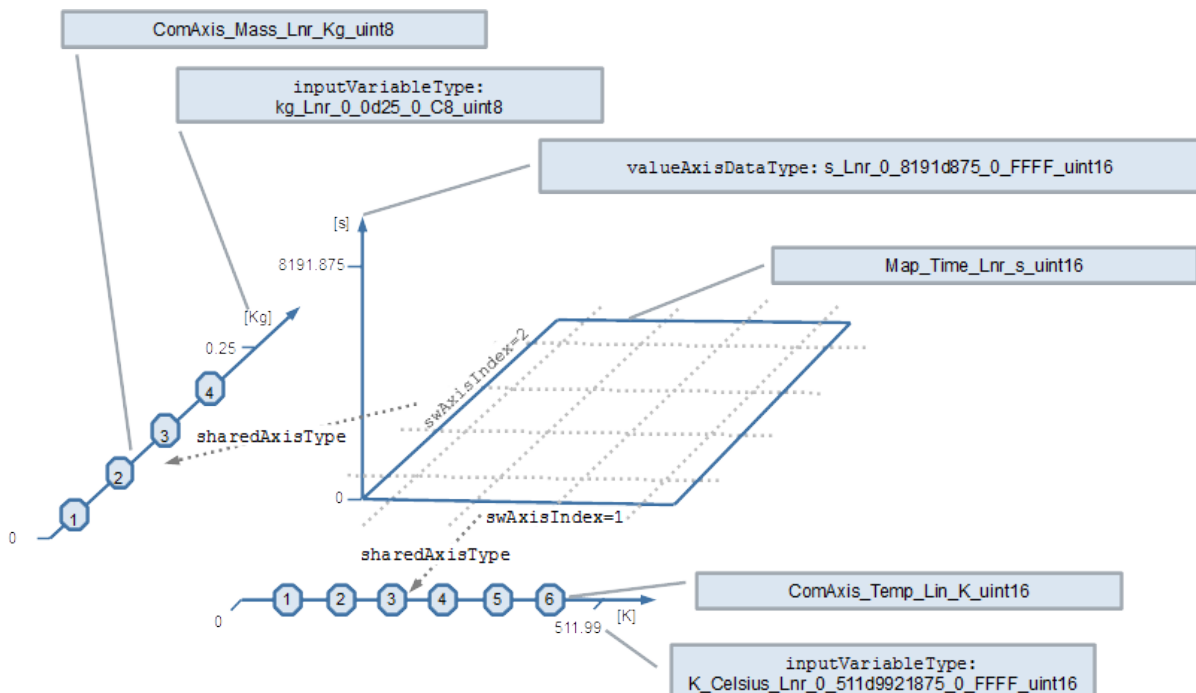 ComAxis_Mass_Lnr_Kg_uint8
inputVariableType:
kg_Lnr_0_0d25_0_C8_uint8
valueAxisDataType: s_Lnr_0_8191d875_0_FFFF_uint16
[s]
8191.875
Map_Time_Lnr_s_uint16
[Kg]
0.25
swAxisIndex=2
4
3
sharedAxisType
2
1
0
0
swAxisIndex=1
sharedAxisType
1 2 3 4 5 6
ComAxis_Temp_Lin_K_uint16
0
511.99
[K]
inputVariableType:
K_Celsius_Lnr_0_511d9921875_0_FFFF_uint16